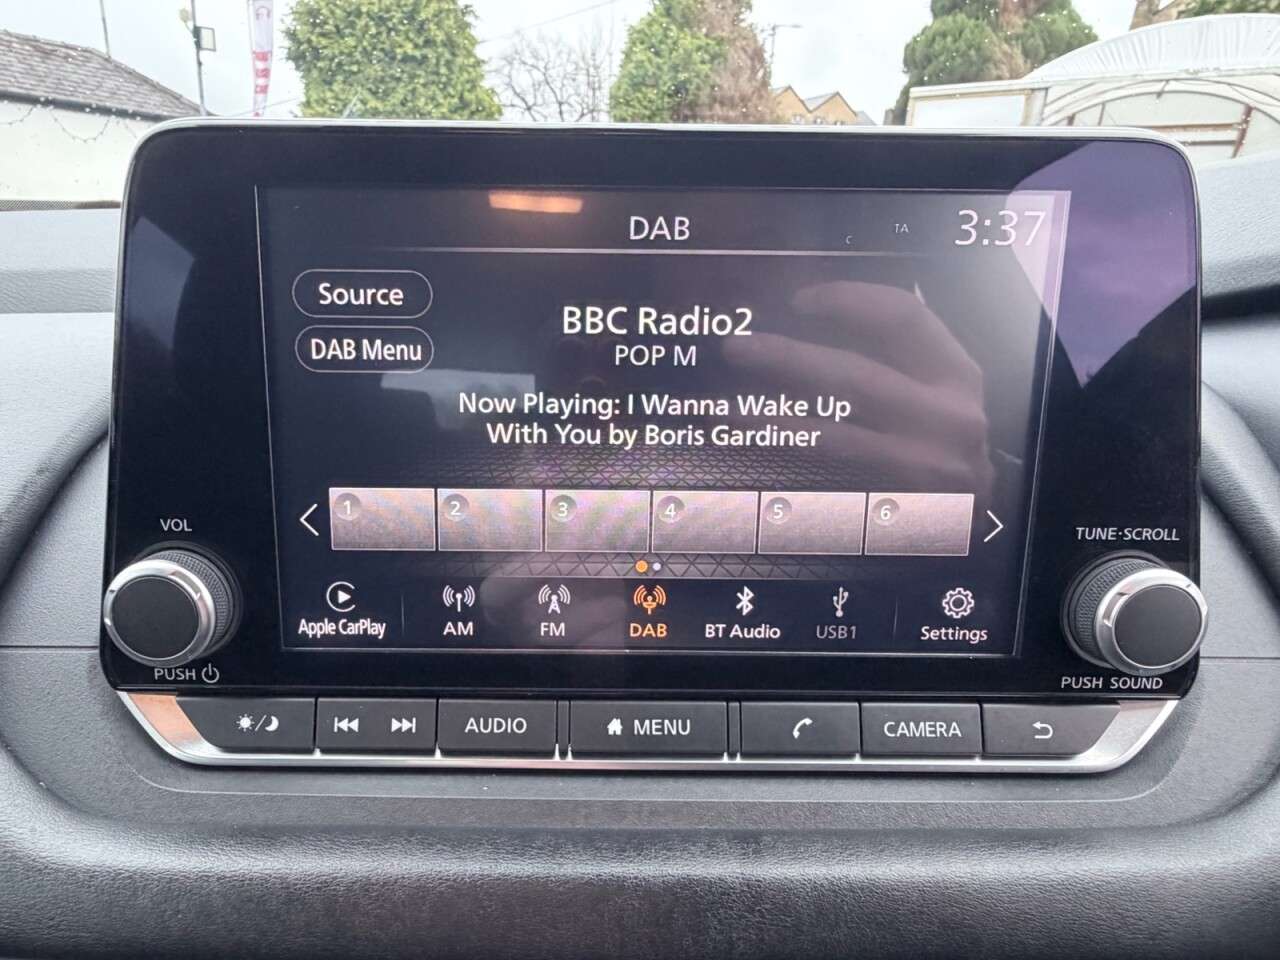 DAB
C
TA
3:37
Source
DAB Menu
BBC Radio2
POP M
Now Playing: I Wanna Wake Up
With You by Boris Gardiner
1
2
3
4
5
6
VOL
TUNE·SCROLL
Apple CarPlay
AM
FM
DAB
BT Audio
USB1
Settings
PUSH
PUSH SOUND
AUDIO
MENU
CAMERA